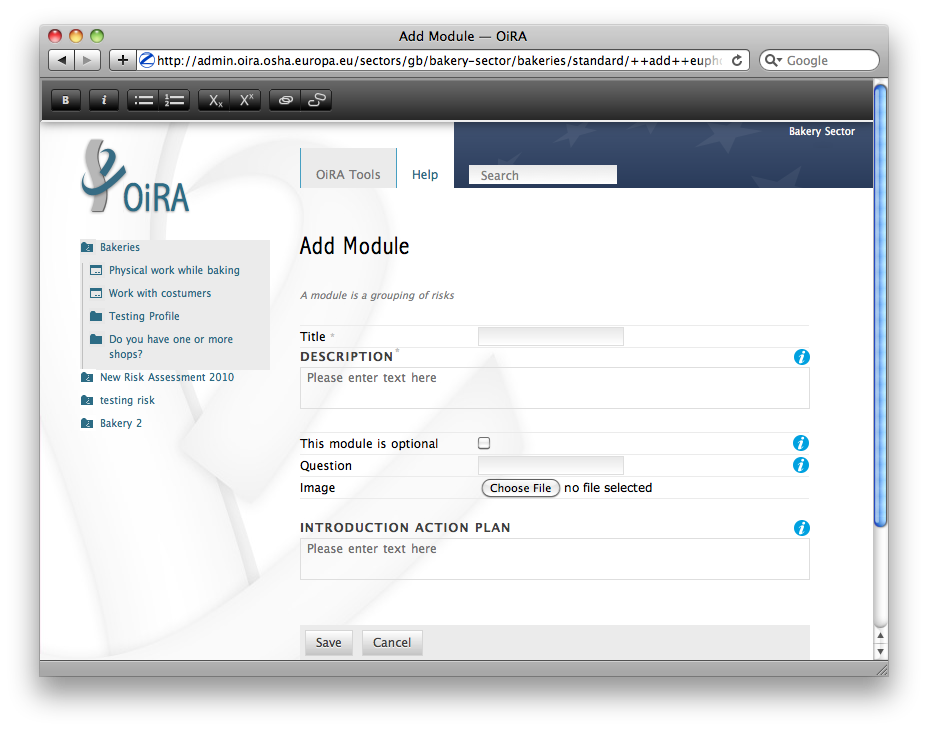 Add Module — OiRA
http://admin.oira.osha.europa.eu/sectors/gb/bakery-sector/bakeries/standard/++add++euph
Google
B
i
Xx
Xx
Bakery Sector
OiRA Tools
Help
Search
OiRA
Bakeries
Physical work while baking
Work with costumers
Testing Profile
Do you have one or more
shops?
New Risk Assessment 2010
testing risk
Bakery 2
Add Module
A module is a grouping of risks
Title *
DESCRIPTION*
Please enter text here
This module is optional
Question
Image
Choose File no file selected
INTRODUCTION ACTION PLAN
Please enter text here
Save
Cancel